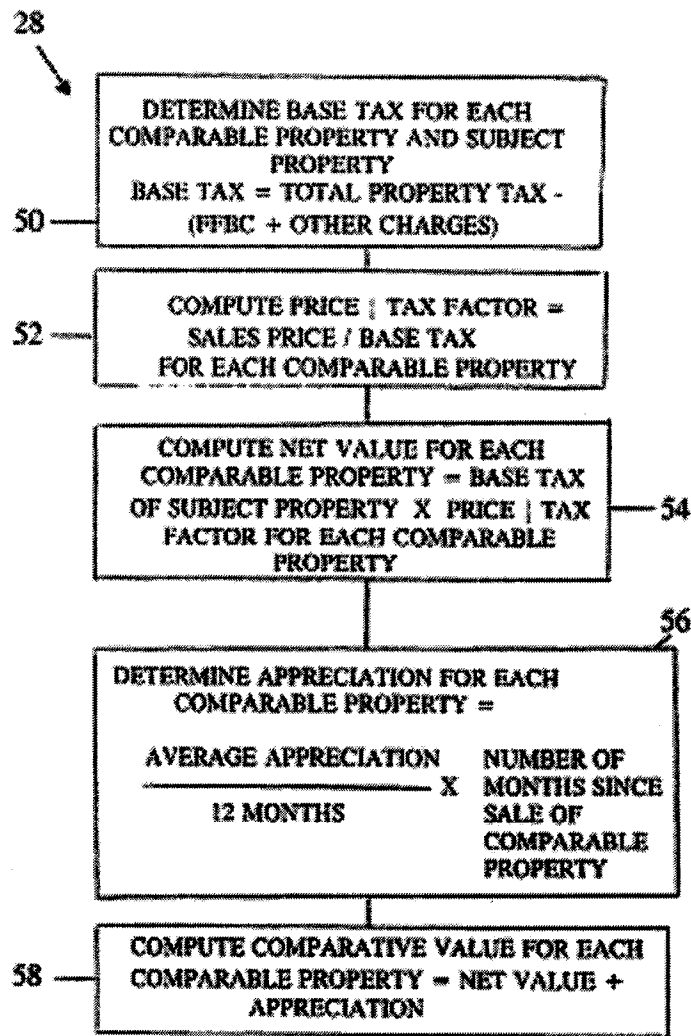 28
DETERMINE BASE TAX FOR EACH
COMPARABLE PROPERTY AND SUBJECT
PROPERTY
BASE TAX = TOTAL PROPERTY TAX -
(FFBC + OTHER CHARGES)
50
COMPUTE PRICE | TAX FACTOR =
SALES PRICE / BASE TAX
FOR EACH COMPARABLE PROPERTY
52
COMPUTE NET VALUE FOR EACH
COMPARABLE PROPERTY = BASE TAX
OF SUBJECT PROPERTY X PRICE | TAX
FACTOR FOR EACH COMPARABLE
PROPERTY
54
56
DETERMINE APPRECIATION FOR EACH
COMPARABLE PROPERTY =
AVERAGE APPRECIATION
12 MONTHS
X
NUMBER OF
MONTHS SINCE
SALE OF
COMPARABLE
PROPERTY
58
COMPUTE COMPARATIVE VALUE FOR EACH
COMPARABLE PROPERTY = NET VALUE +
APPRECIATION